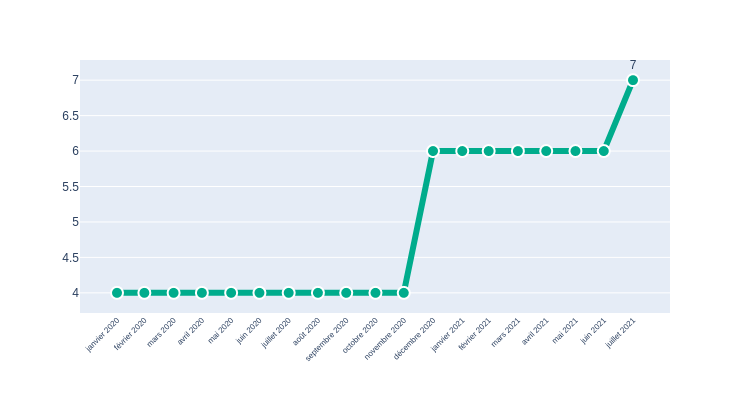 7
7
6.5
6
5.5
5
4.5
4
janvier 2020
février 2020
mars 2020
avril 2020
mai 2020
juin 2020
juillet 2020
août 2020
septembre 2020
octobre 2020
novembre 2020
décembre 2020
janvier 2021
février 2021
mars 2021
avril 2021
mai 2021
juin 2021
juillet 2021